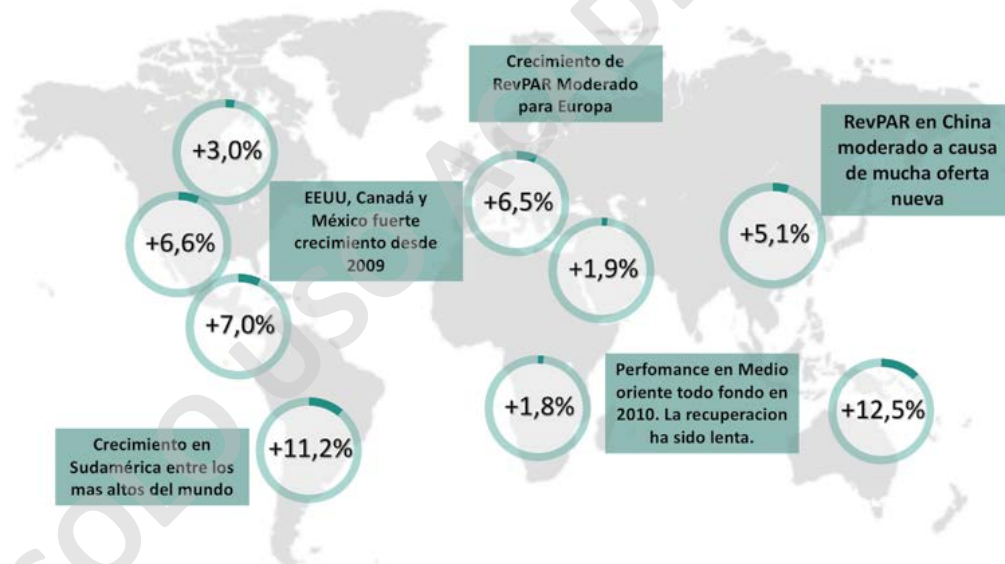 Crecimiento de
RevPAR Moderado
para Europa
RevPAR en China
moderado a causa
de mucha oferta
nueva
+3,0%
EEUU, Canadá y
México fuerte
crecimiento desde
2009
+6,6%
+6,5%
+5,1%
+1,9%
+7,0%
Perfomance en Medio
oriente todo fondo en
2010. La recuperacion
ha sido lenta.
+1,8%
+12,5%
+11,2%
Crecimiento en
Sudamérica entre los
mas altos del mundo
SOLO USO ACADE